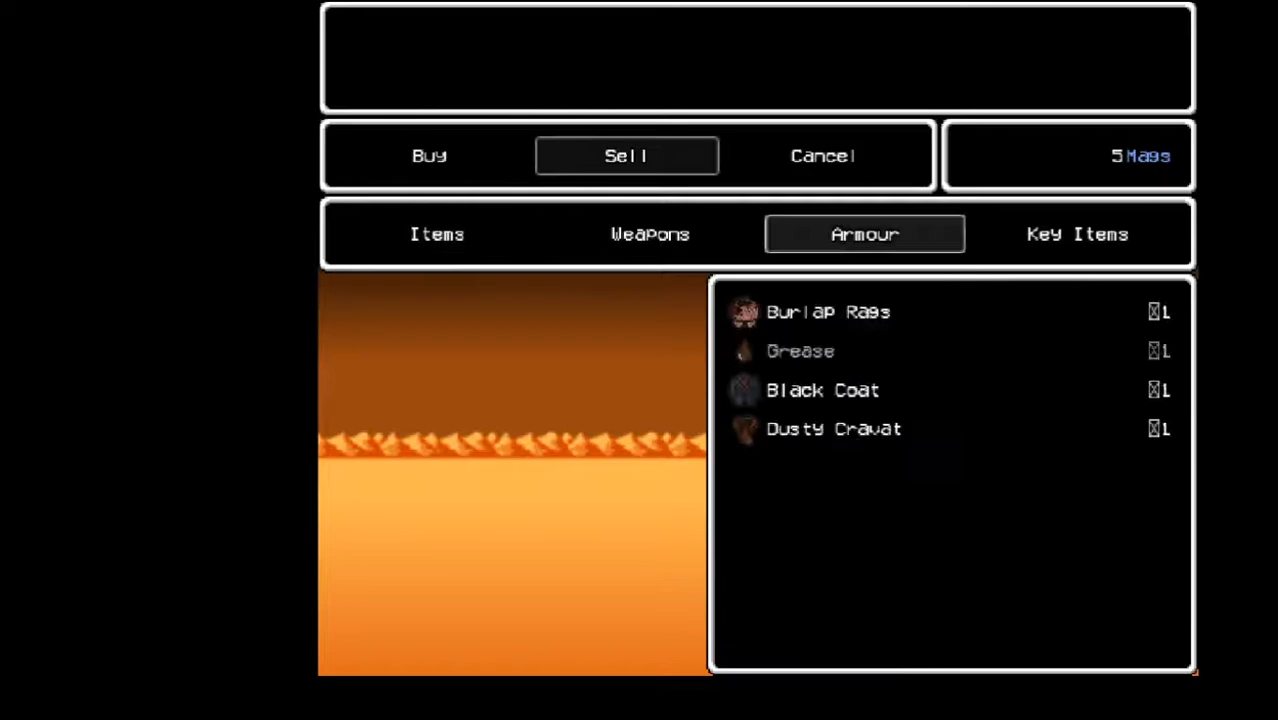 Buy Sell Cancel 5 Mags
Items Weapons Armour Key Items
Burlap Rags 1
Grease 1
Black Coat 1
Dusty Cravat 1